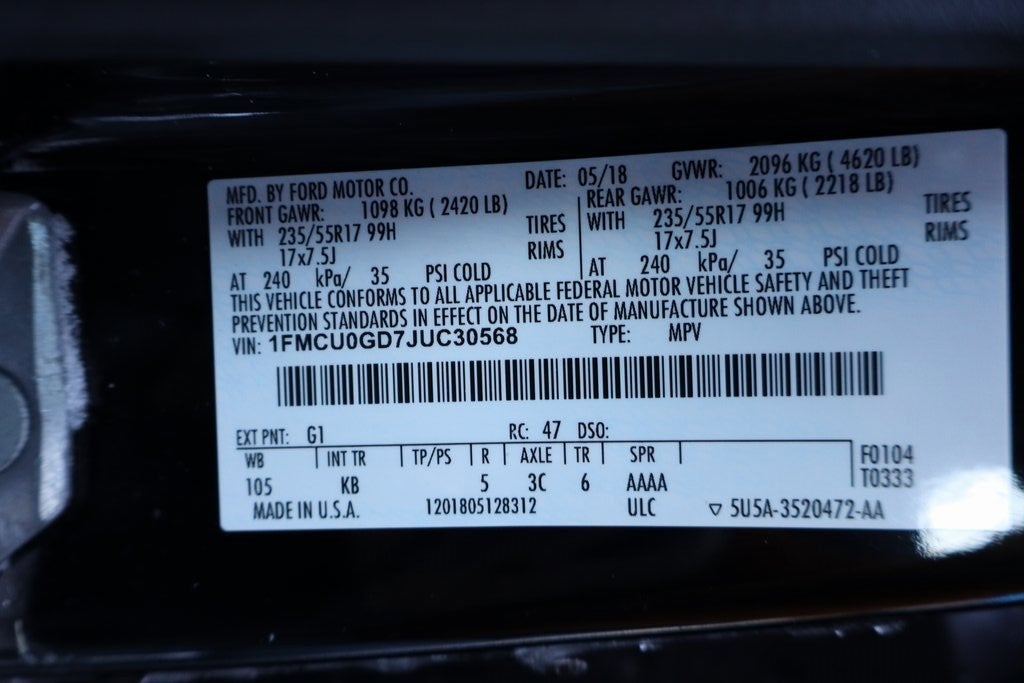 MFD. BY FORD MOTOR CO. DATE: 05/18 GVWR: 2096 KG ( 4620 LB)
FRONT GAWR: 1098 KG ( 2420 LB) REAR GAWR: 1006 KG ( 2218 LB)
WITH 235/55R17 99H TIRES WITH 235/55R17 99H TIRES
17x7.5J RIMS 17x7.5J RIMS
AT 240 kPa/ 35 PSI COLD AT 240 kPa/ 35 PSI COLD
THIS VEHICLE CONFORMS TO ALL APPLICABLE FEDERAL MOTOR VEHICLE SAFETY AND THEFT
PREVENTION STANDARDS IN EFFECT ON THE DATE OF MANUFACTURE SHOWN ABOVE.
VIN: 1FMCU0GD7JUC30568 TYPE: MPV
EXT PNT: G1 RC: 47 DSO:
WB INT TR TP/PS R AXLE TR SPR F0104
105 KB 5 3C 6 AAAA T0333
MADE IN U.S.A. 1201805128312 ULC ▽ 5U5A-3520472-AA